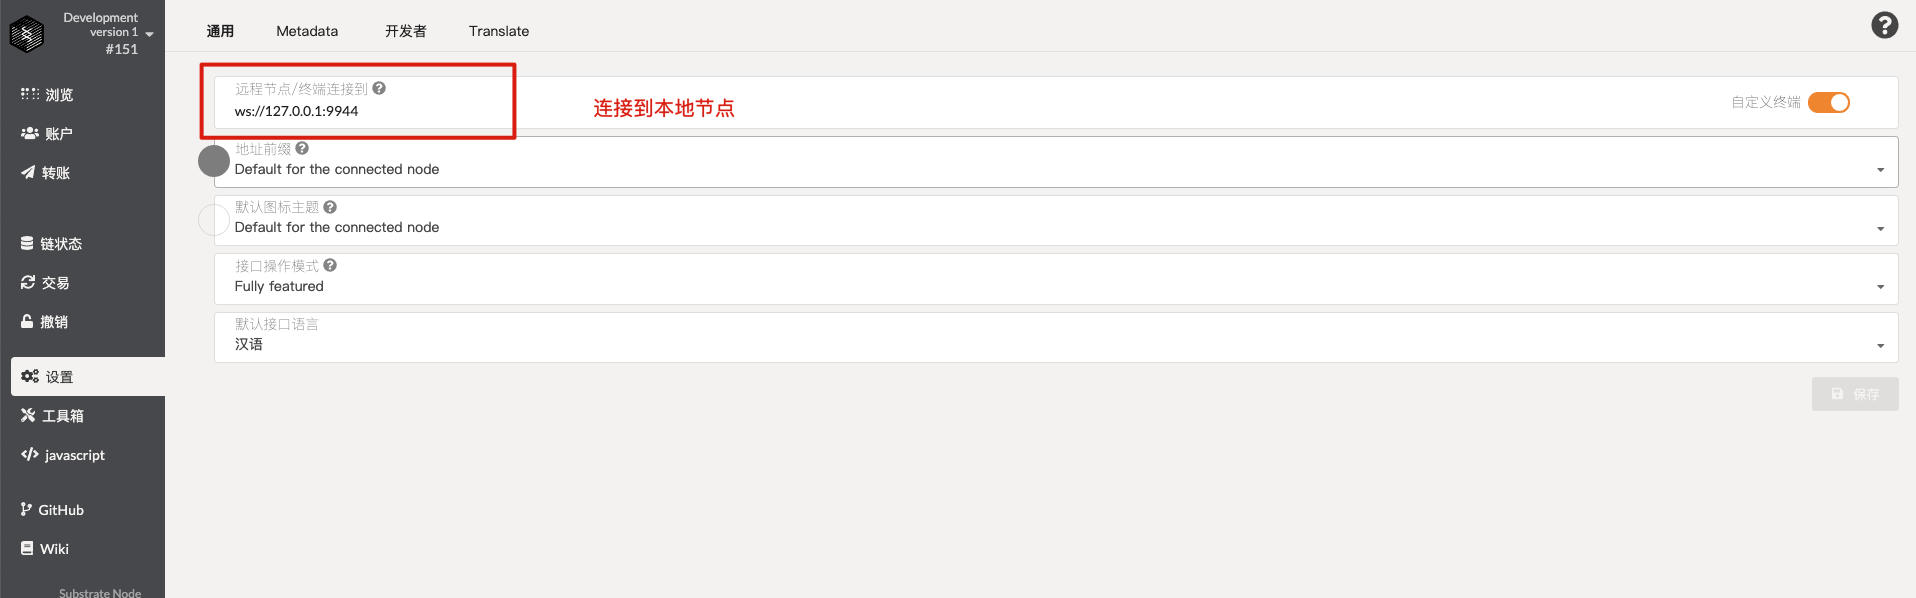 Development
version 1
#151
浏览
账户
转账
链状态
交易
撤销
设置
工具箱
javascript
GitHub
Wiki
Substrate Node
通用 Metadata 开发者 Translate
远程节点/终端连接到
ws://127.0.0.1:9944
连接到本地节点
自定义终端
地址前缀
Default for the connected node
默认图标主题
Default for the connected node
接口操作模式
Fully featured
默认接口语言
汉语
保存